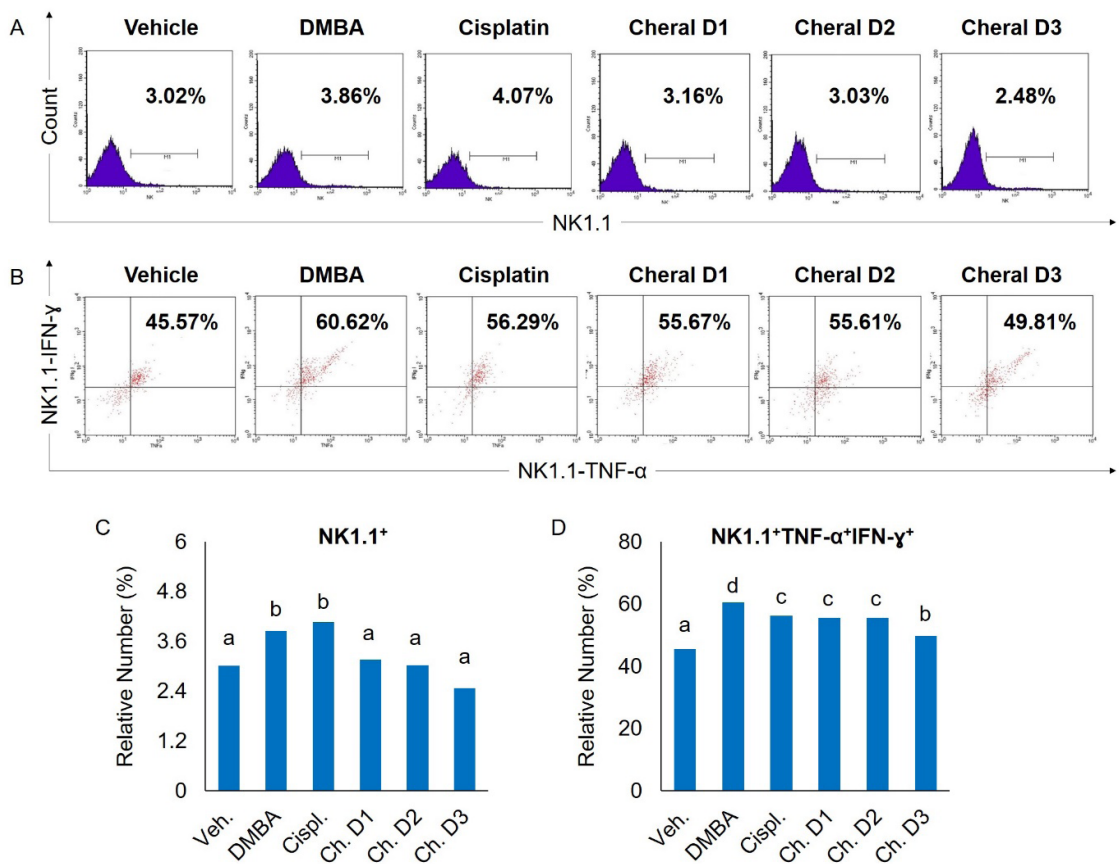 A
Vehicle
DMBA
Cisplatin
Cheral D1
Cheral D2
Cheral D3
Count
3.02%
3.86%
4.07%
3.16%
3.03%
2.48%
NK1.1
B
Vehicle
DMBA
Cisplatin
Cheral D1
Cheral D2
Cheral D3
NK1.1-IFN-ɣ
45.57%
60.62%
56.29%
55.67%
55.61%
49.81%
NK1.1-TNF-α
C
NK1.1⁺
Relative Number (%)
6
4.8
3.6
2.4
1.2
0
a
b
b
a
a
a
Veh.
DMBA
Cispl.
Ch. D1
Ch. D2
Ch. D3
D
NK1.1⁺TNF-α⁺IFN-ɣ⁺
Relative Number (%)
80
60
40
20
0
a
d
c
c
c
b
Veh.
DMBA
Cispl.
Ch. D1
Ch. D2
Ch. D3